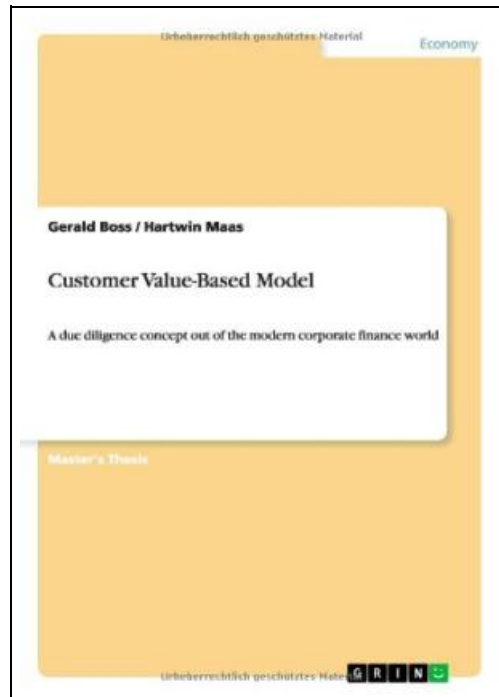 Urheberrechtlich geschütztes Material
Economy
Gerald Boss / Hartwin Maas
Customer Value-Based Model
A due diligence concept out of the modern corporate finance world
Master's Thesis
Urheberrechtlich geschütztes Mate
GRIN